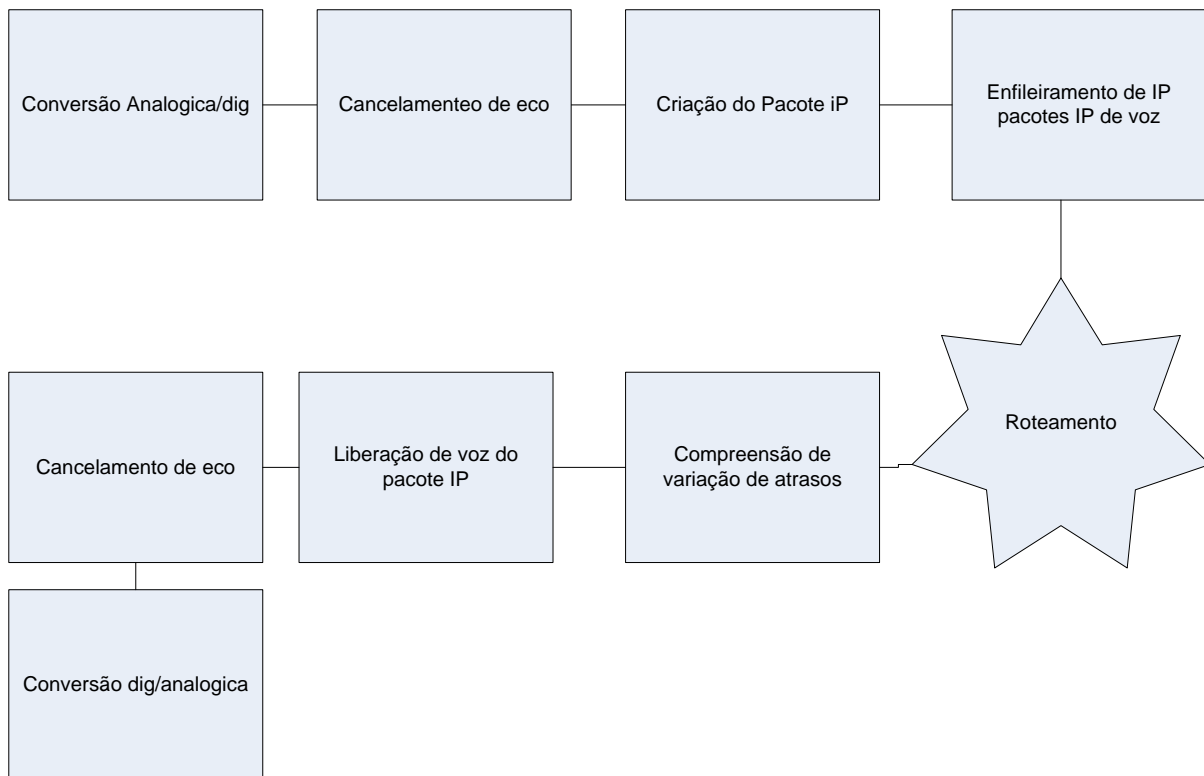 Conversão Analogica/dig
Cancelamenteo de eco
Criação do Pacote iP
Enfileiramento de IP
pacotes IP de voz
Roteamento
Compreensão de
variação de atrasos
Liberação de voz do
pacote IP
Cancelamento de eco
Conversão dig/analogica